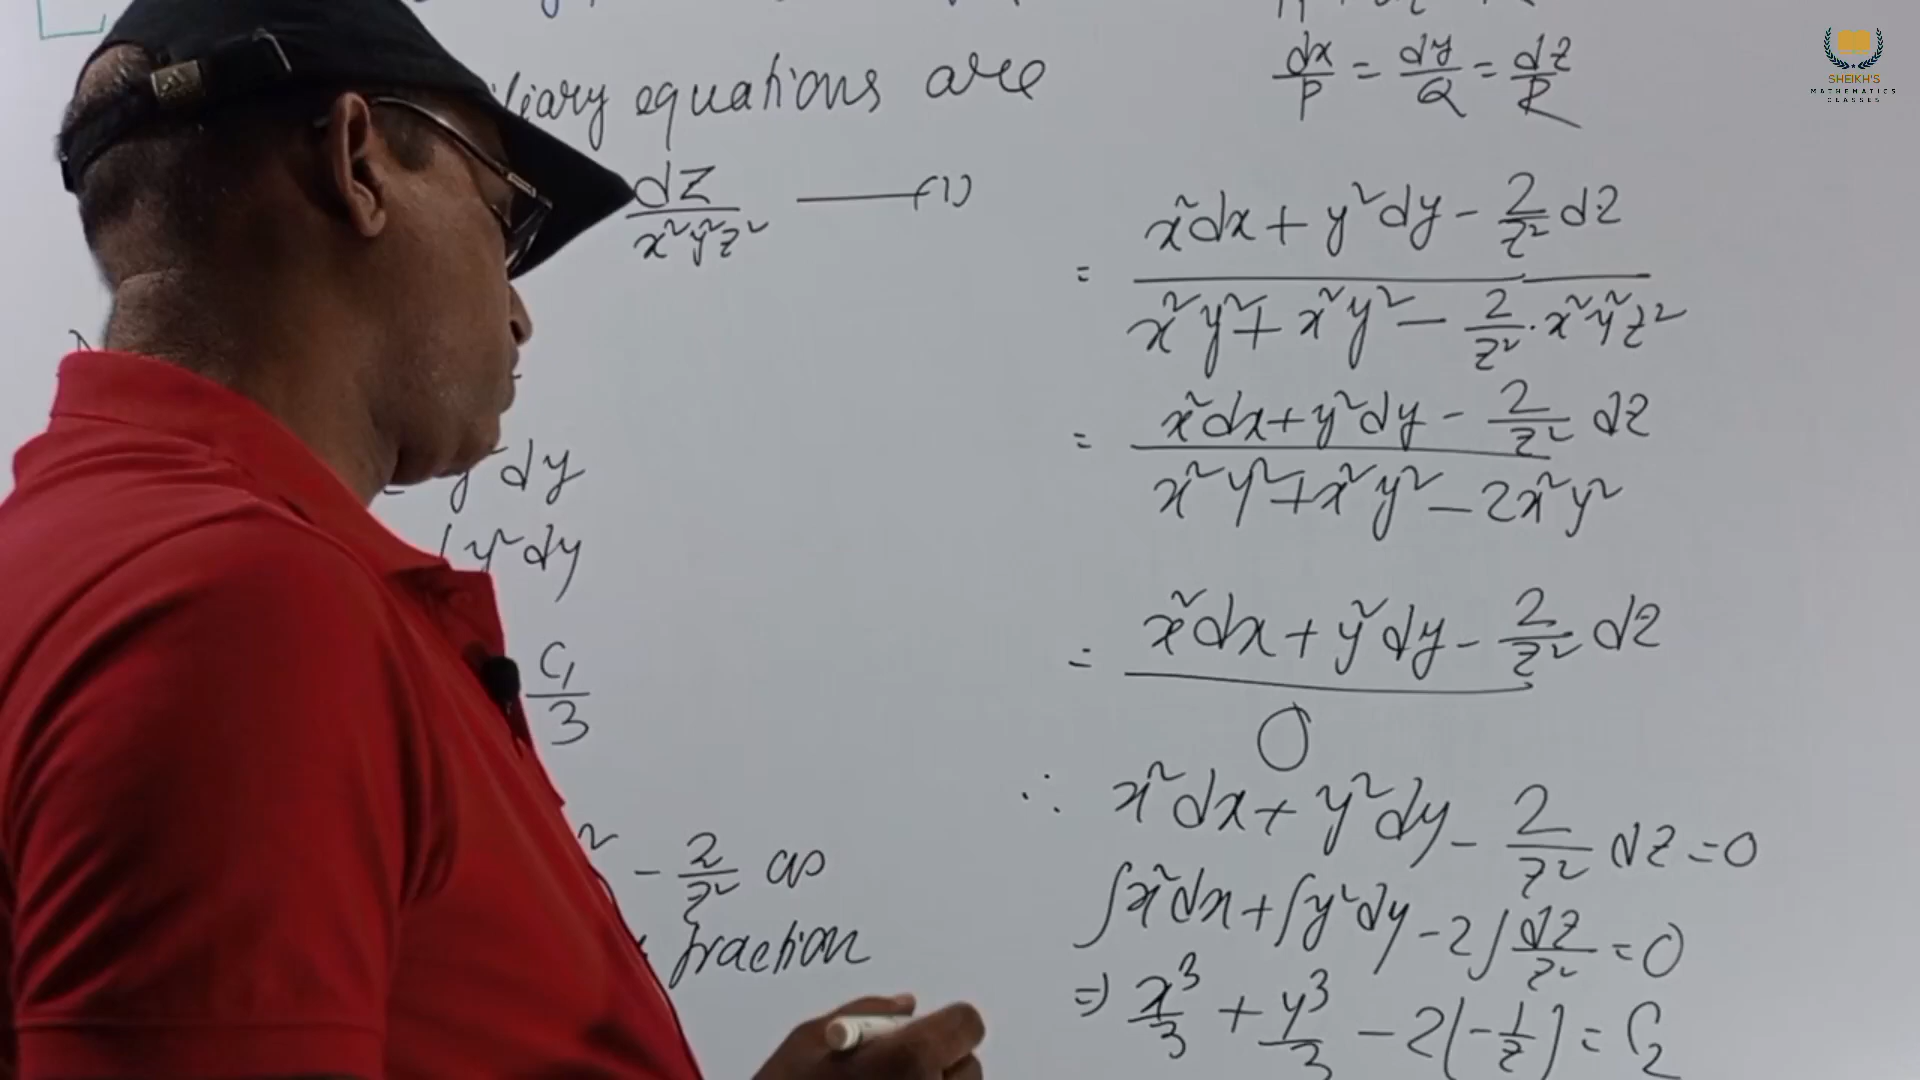 equations are
dZ/x²y²z² ——(1)
y²dy
∫y²dy
C₁/3
- 2/z² as
fraction
dx/P = dy/Q = dz/R
= (x²dx + y²dy - 2/z² dz)/(x²y² + x²y² - 2/z² · x²y²z²)
= (x²dx + y²dy - 2/z² dz)/(x²y² + x²y² - 2x²y²)
= (x²dx + y²dy - 2/z² dz)/0
∴ x²dx + y²dy - 2/z² dz = 0
∫x²dx + ∫y²dy - 2∫dz/z² = 0
⇒ x³/3 + y³/3 - 2(-1/z) = C₂
SHEIKH'S
MATHEMATICS
CLASSES